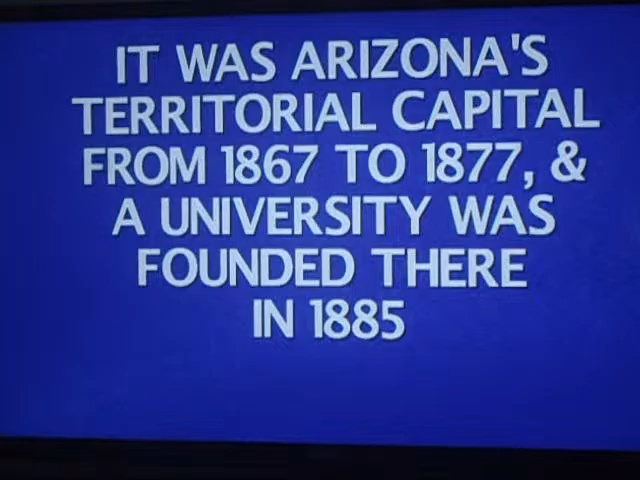 IT WAS ARIZONA'S
TERRITORIAL CAPITAL
FROM 1867 TO 1877, &
A UNIVERSITY WAS
FOUNDED THERE
IN 1885